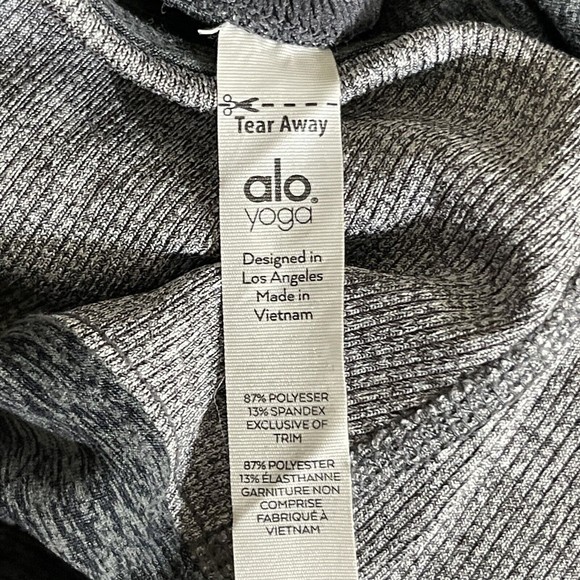 Tear Away
alo®
yoga
Designed in
Los Angeles
Made in
Vietnam
87% POLYESER
13% SPANDEX
EXCLUSIVE OF
TRIM
87% POLYESTER
13% ÉLASTHANNE
GARNITURE NON
COMPRISE
FABRIQUÉ À
VIETNAM